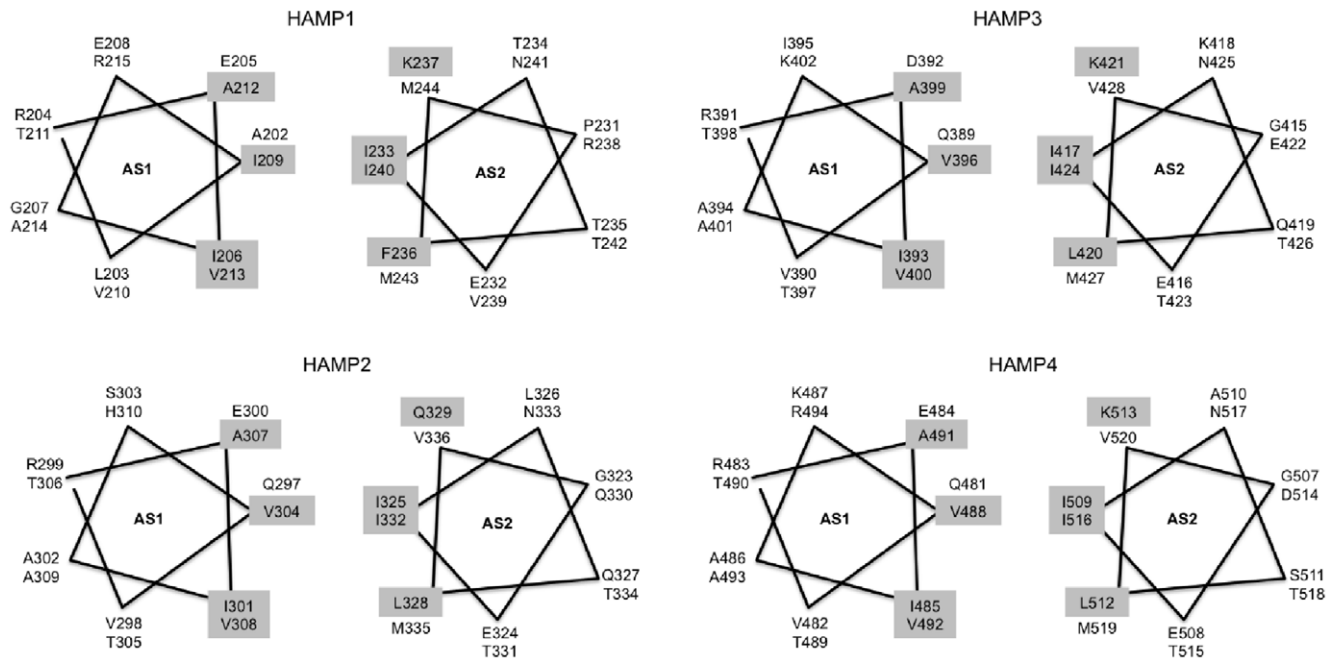 HAMP1
E208
R215
E205
A212
R204
T211
A202
I209
AS1
G207
A214
I206
V213
L203
V210
K237
M244
T234
N241
P231
R238
I233
I240
AS2
T235
T242
F236
M243
E232
V239
HAMP3
I395
K402
D392
A399
R391
T398
Q389
V396
AS1
A394
A401
I393
V400
V390
T397
K421
V428
K418
N425
G415
E422
I417
I424
AS2
Q419
T426
L420
M427
E416
T423
HAMP2
S303
H310
E300
A307
R299
T306
Q297
V304
AS1
A302
A309
I301
V308
V298
T305
Q329
V336
L326
N333
G323
Q330
I325
I332
AS2
Q327
T334
L328
M335
E324
T331
HAMP4
K487
R494
E484
A491
R483
T490
Q481
V488
AS1
A486
A493
I485
V492
V482
T489
K513
V520
A510
N517
G507
D514
I509
I516
AS2
S511
T518
L512
M519
E508
T515